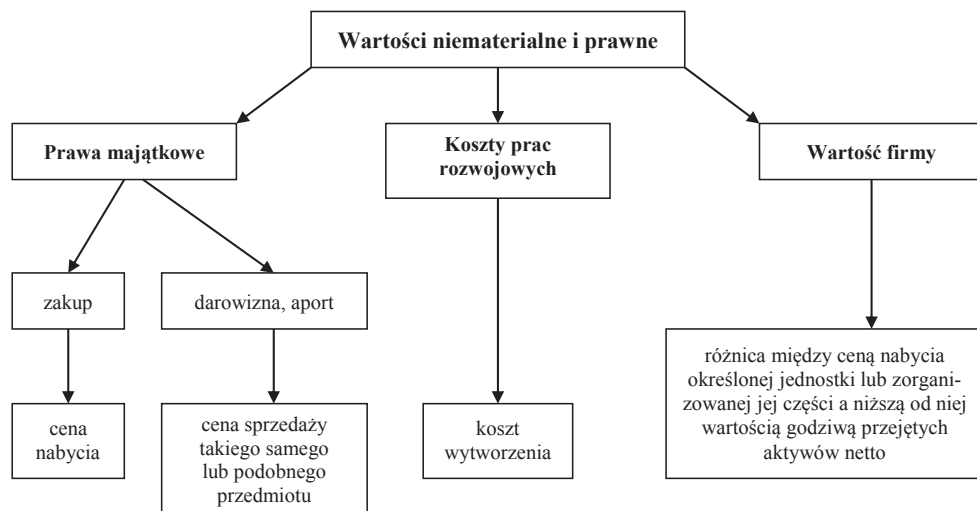 Wartości niematerialne i prawne
Prawa majątkowe
Koszty prac
rozwojowych
Wartość firmy
zakup
darowizna, aport
cena
nabycia
cena sprzedaży
takiego samego
lub podobnego
przedmiotu
koszt
wytworzenia
różnica między ceną nabycia
określonej jednostki lub zorgani-
zowanej jej części a niższą od niej
wartością godziwą przejętych
aktywów netto